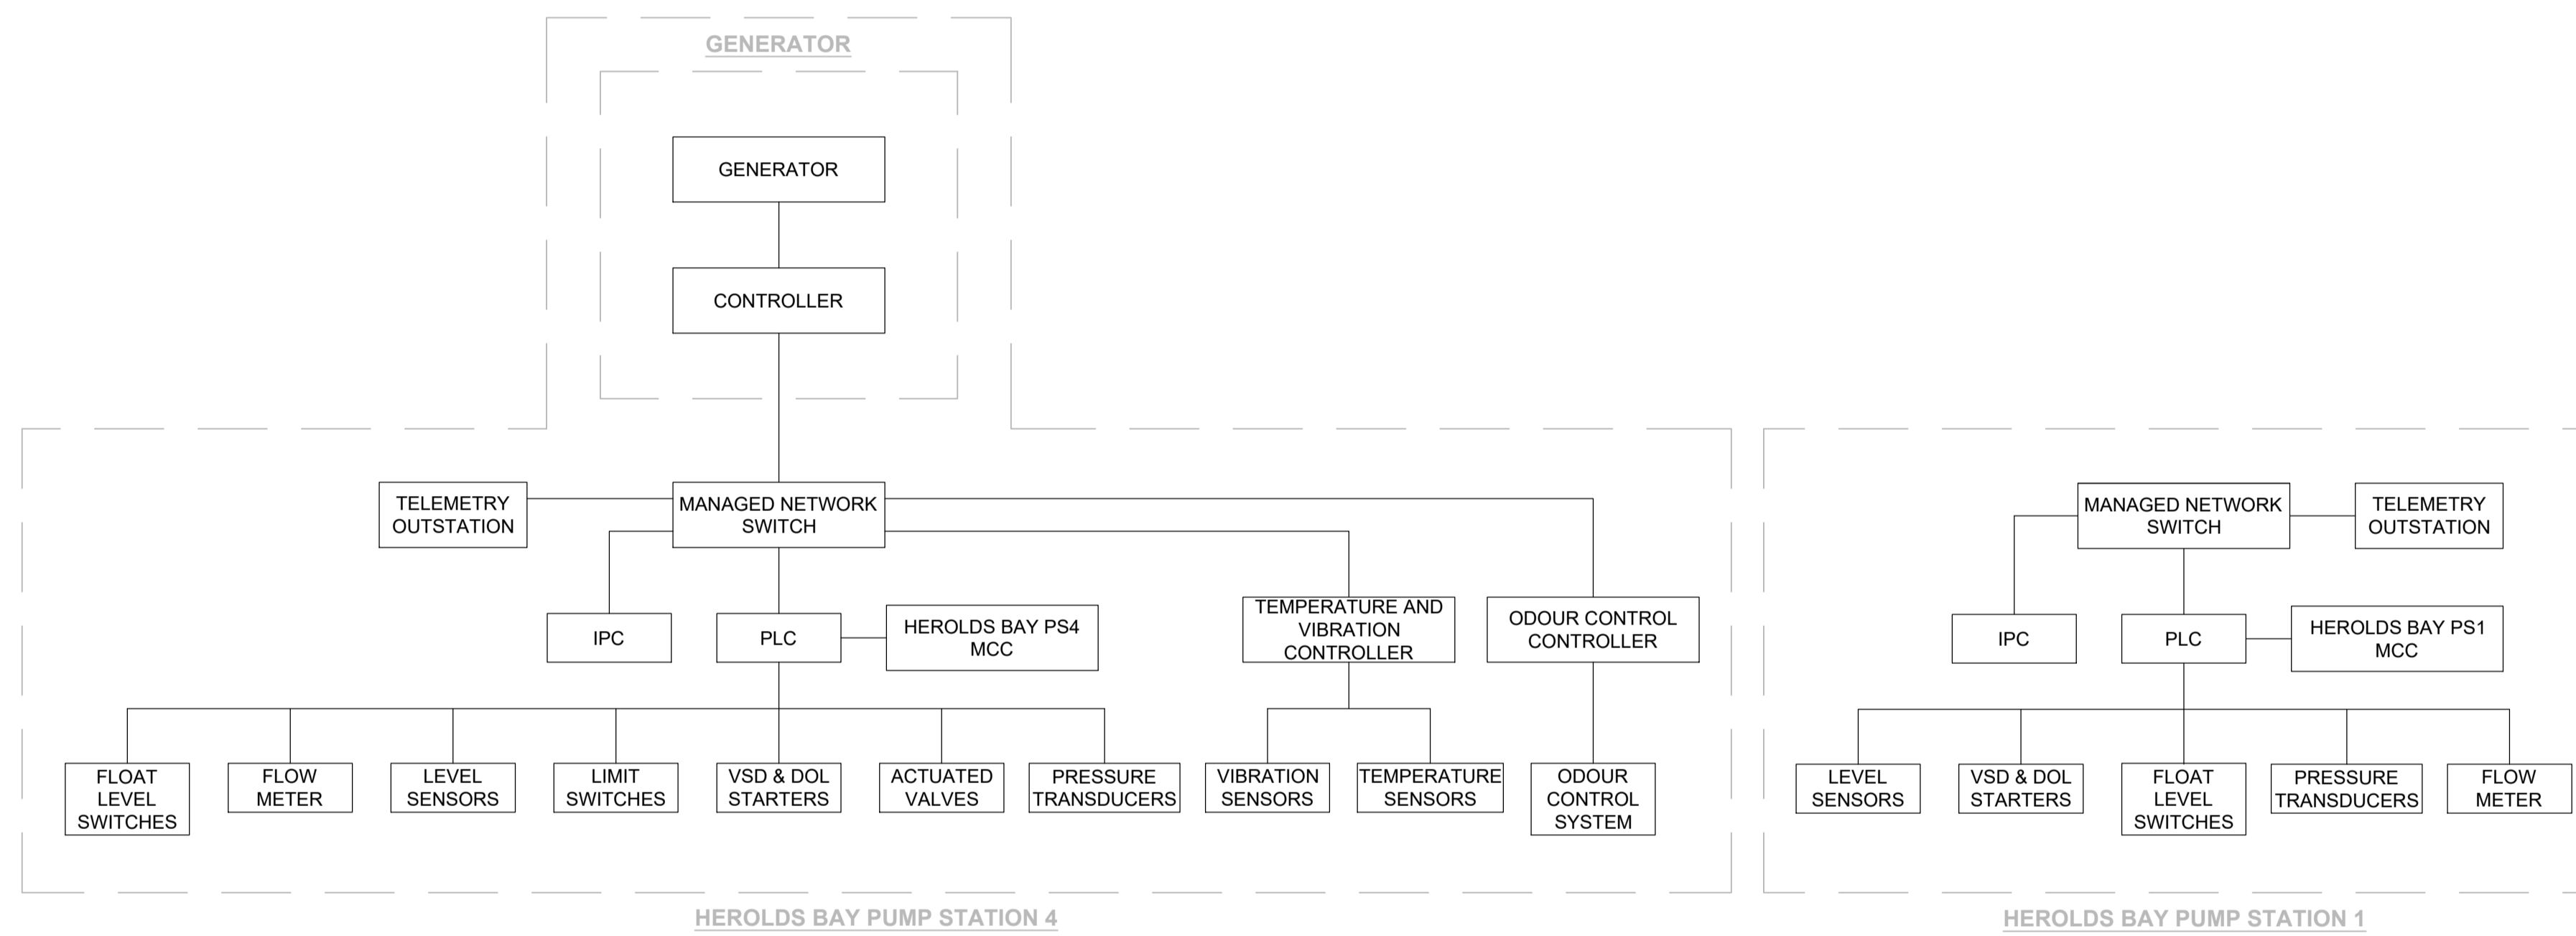 GENERATOR
GENERATOR
CONTROLLER
TELEMETRY
OUTSTATION
MANAGED NETWORK
SWITCH
IPC
PLC
HEROLDS BAY PS4
MCC
TEMPERATURE AND
VIBRATION
CONTROLLER
ODOUR CONTROL
CONTROLLER
FLOAT
LEVEL
SWITCHES
FLOW
METER
LEVEL
SENSORS
LIMIT
SWITCHES
VSD & DOL
STARTERS
ACTUATED
VALVES
PRESSURE
TRANSDUCERS
VIBRATION
SENSORS
TEMPERATURE
SENSORS
ODOUR
CONTROL
SYSTEM
HEROLDS BAY PUMP STATION 4
MANAGED NETWORK
SWITCH
TELEMETRY
OUTSTATION
IPC
PLC
HEROLDS BAY PS1
MCC
LEVEL
SENSORS
VSD & DOL
STARTERS
FLOAT
LEVEL
SWITCHES
PRESSURE
TRANSDUCERS
FLOW
METER
HEROLDS BAY PUMP STATION 1